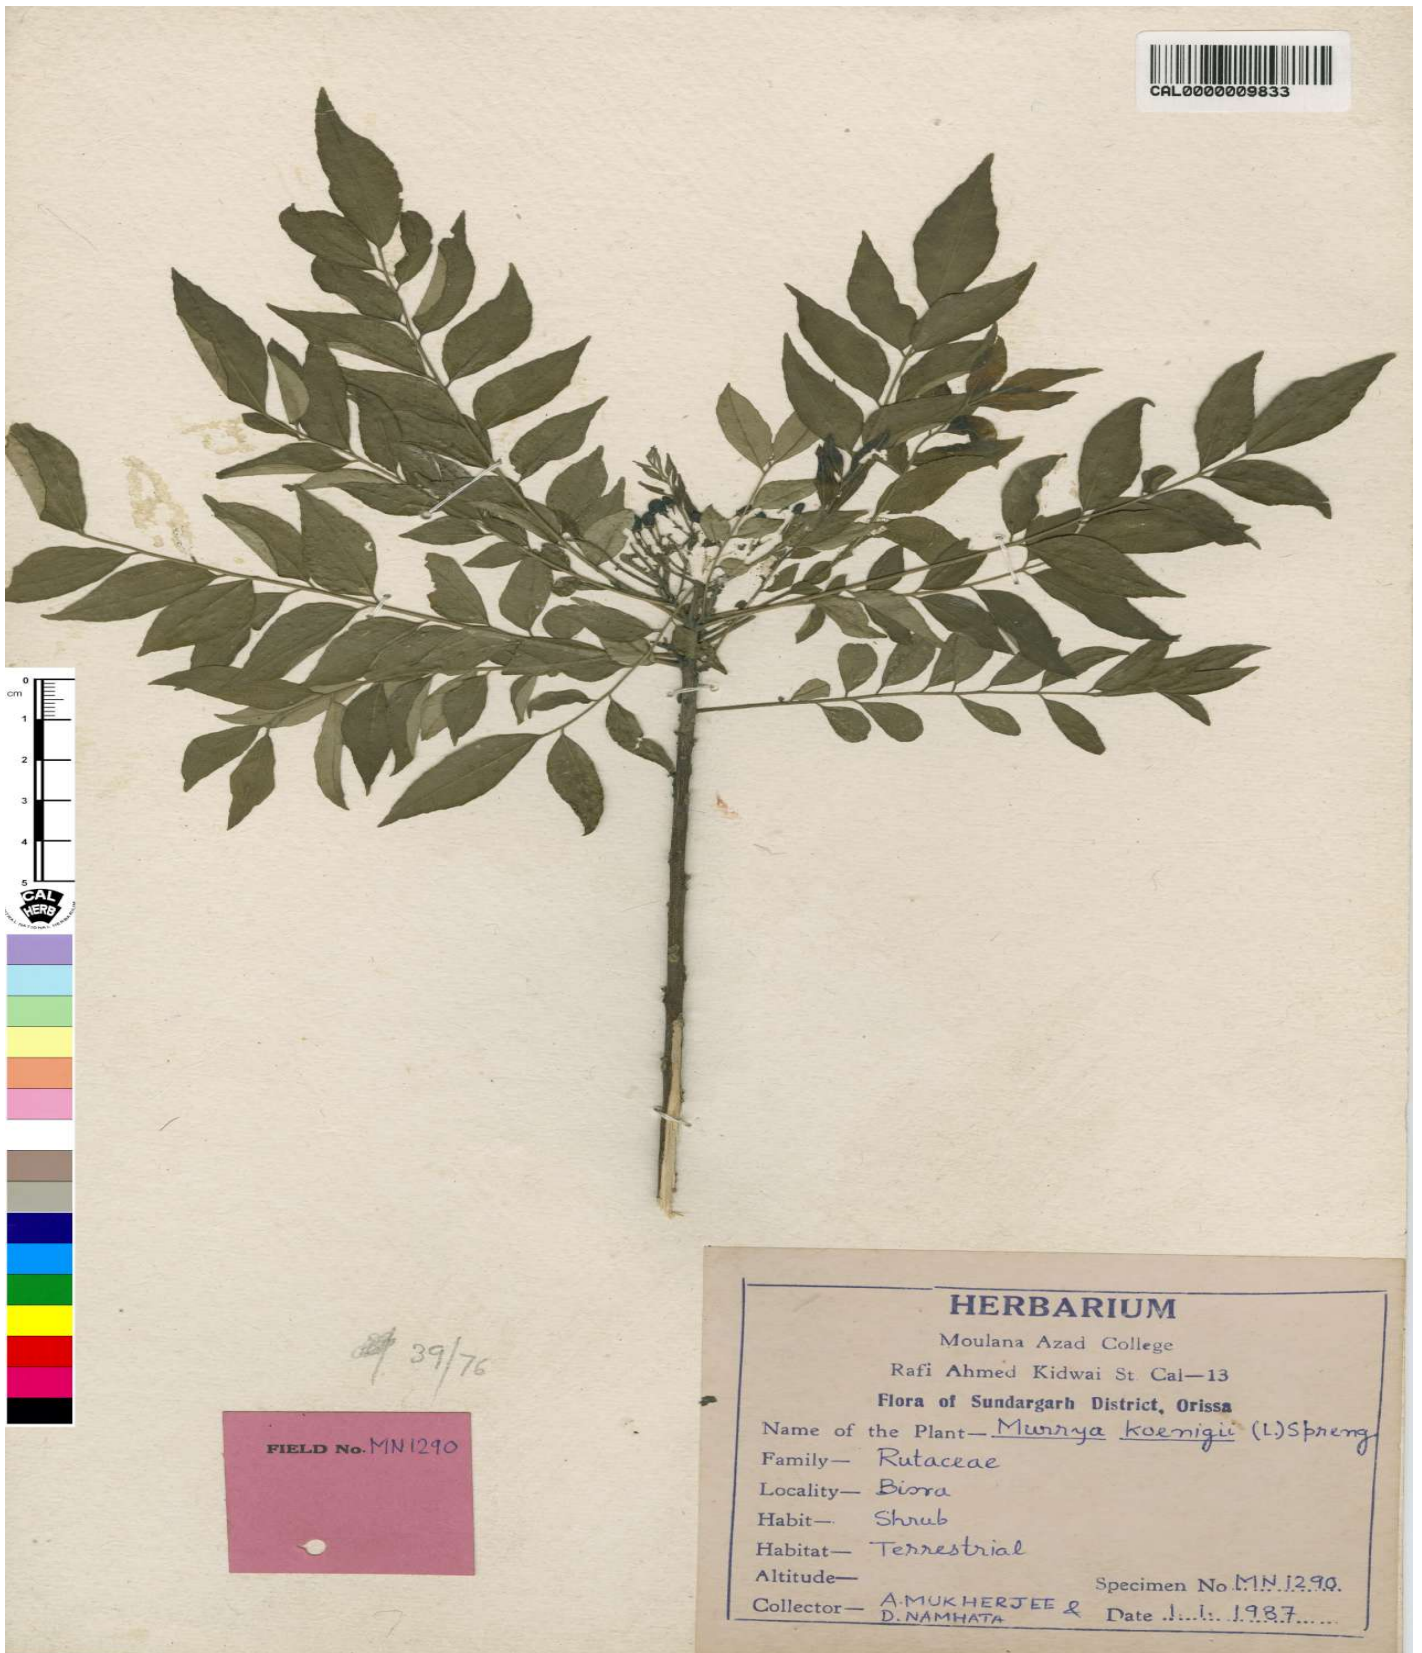 CAL0000009833
0
cm
1
2
3
4
5
CAL
HERB
39/76
FIELD No. MN1290
HERBARIUM
Moulana Azad College
Rafi Ahmed Kidwai St. Cal—13
Flora of Sundargarh District, Orissa
Name of the Plant— Murrya koenigii (L.) Spreng
Family— Rutaceae
Locality— Bisra
Habit— Shrub
Habitat— Terrestrial
Altitude—
Specimen No MN1290.
Collector— A.MUKHERJEE &
D.NAMHATA
Date 1.1.1987